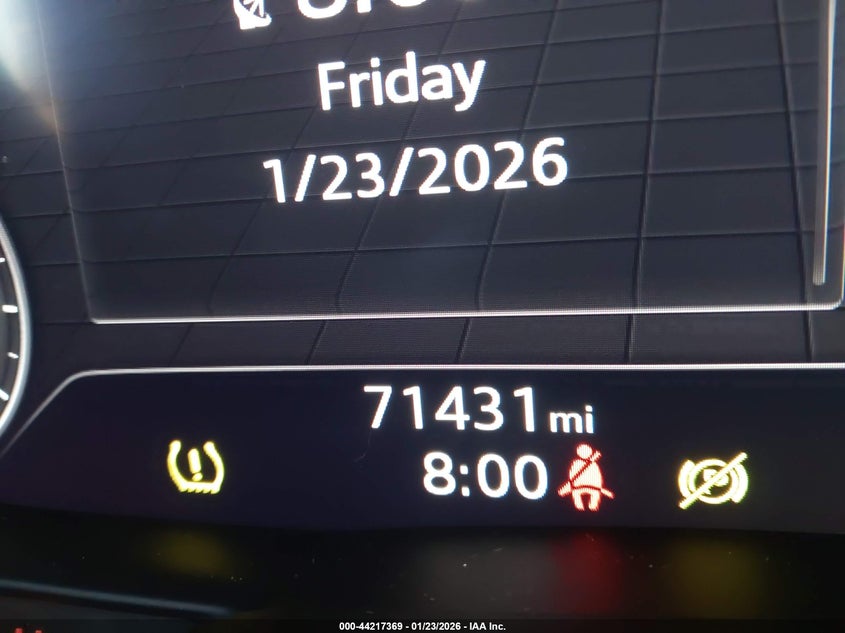 Friday
1/23/2026
71431 mi
8:00
000-44217369 - 01/23/2026 - IAA Inc.